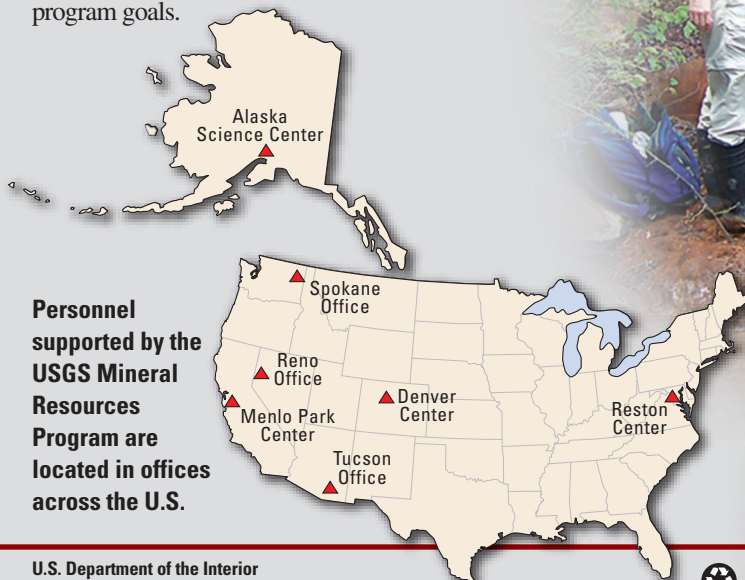 program goals.
Alaska
Science Center
Personnel
supported by the
USGS Mineral
Resources
Program are
located in offices
across the U.S.
Spokane
Office
Reno
Office
Menlo Park
Center
Denver
Center
Tucson
Office
Reston
Center
U.S. Department of the Interior